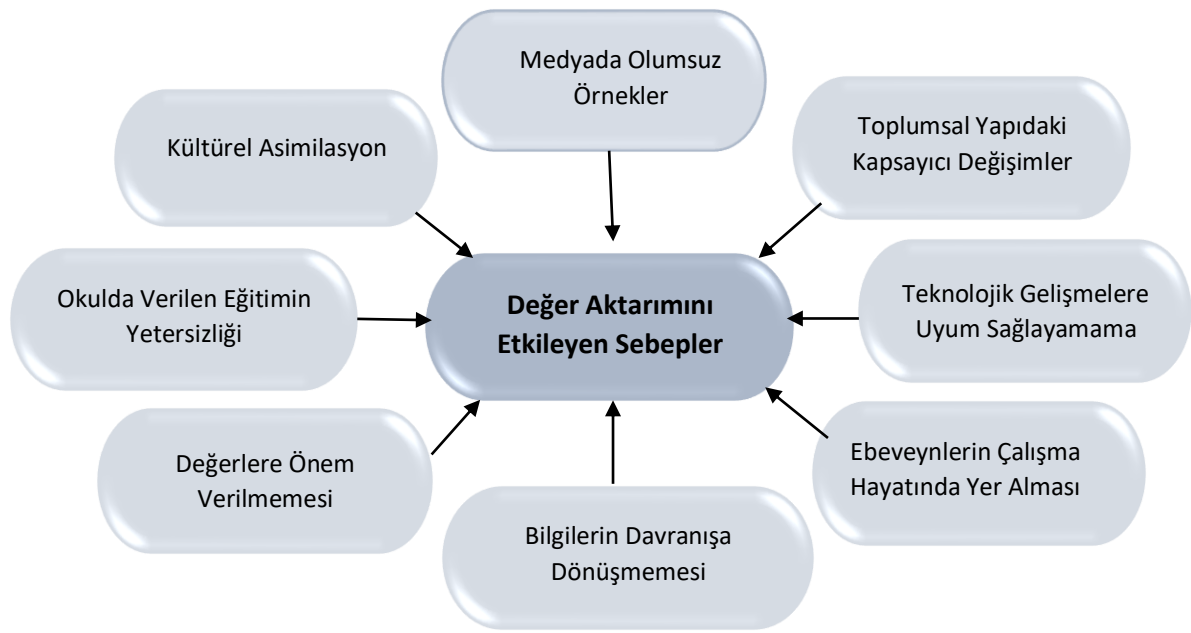 Medyada Olumsuz
Örnekler
Kültürel Asimilasyon
Toplumsal Yapıdaki
Kapsayıcı Değişimler
Okulda Verilen Eğitimin
Yetersizliği
Değer Aktarımını
Etkileyen Sebepler
Teknolojik Gelişmelere
Uyum Sağlayamama
Değerlere Önem
Verilmemesi
Ebeveynlerin Çalışma
Hayatında Yer Alması
Bilgilerin Davranışa
Dönüşmemesi